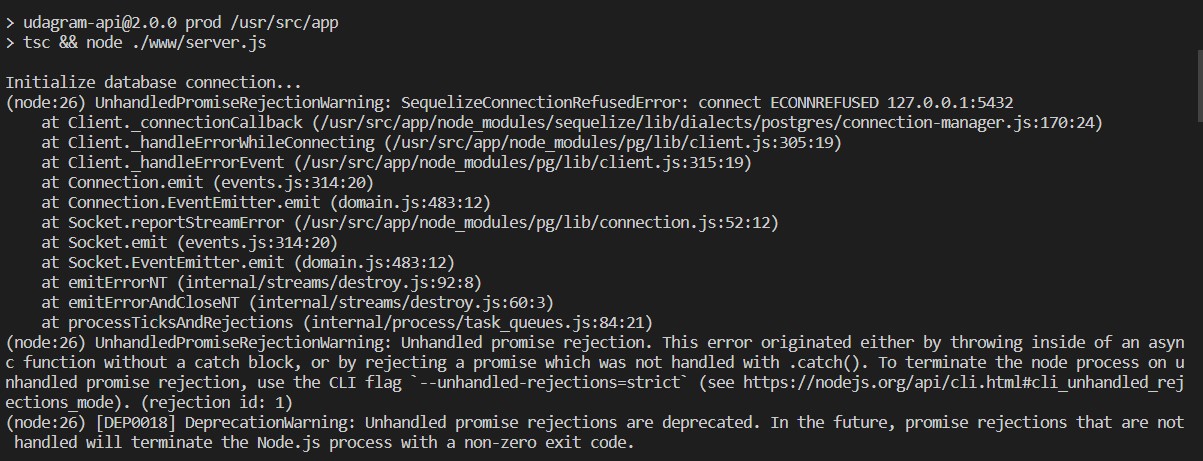 > udagram-api@2.0.0 prod /usr/src/app
> tsc && node ./www/server.js
Initialize database connection...
(node:26) UnhandledPromiseRejectionWarning: SequelizeConnectionRefusedError: connect ECONNREFUSED 127.0.0.1:5432
    at Client._connectionCallback (/usr/src/app/node_modules/sequelize/lib/dialects/postgres/connection-manager.js:170:24)
    at Client._handleErrorWhileConnecting (/usr/src/app/node_modules/pg/lib/client.js:305:19)
    at Client._handleErrorEvent (/usr/src/app/node_modules/pg/lib/client.js:315:19)
    at Connection.emit (events.js:314:20)
    at Connection.EventEmitter.emit (domain.js:483:12)
    at Socket.reportStreamError (/usr/src/app/node_modules/pg/lib/connection.js:52:12)
    at Socket.emit (events.js:314:20)
    at Socket.EventEmitter.emit (domain.js:483:12)
    at emitErrorNT (internal/streams/destroy.js:92:8)
    at emitErrorAndCloseNT (internal/streams/destroy.js:60:3)
    at processTicksAndRejections (internal/process/task_queues.js:84:21)
(node:26) UnhandledPromiseRejectionWarning: Unhandled promise rejection. This error originated either by throwing inside of an asyn
c function without a catch block, or by rejecting a promise which was not handled with .catch(). To terminate the node process on u
nhandled promise rejection, use the CLI flag `--unhandled-rejections=strict` (see https://nodejs.org/api/cli.html#cli_unhandled_rej
ections_mode). (rejection id: 1)
(node:26) [DEP0018] DeprecationWarning: Unhandled promise rejections are deprecated. In the future, promise rejections that are not
 handled will terminate the Node.js process with a non-zero exit code.